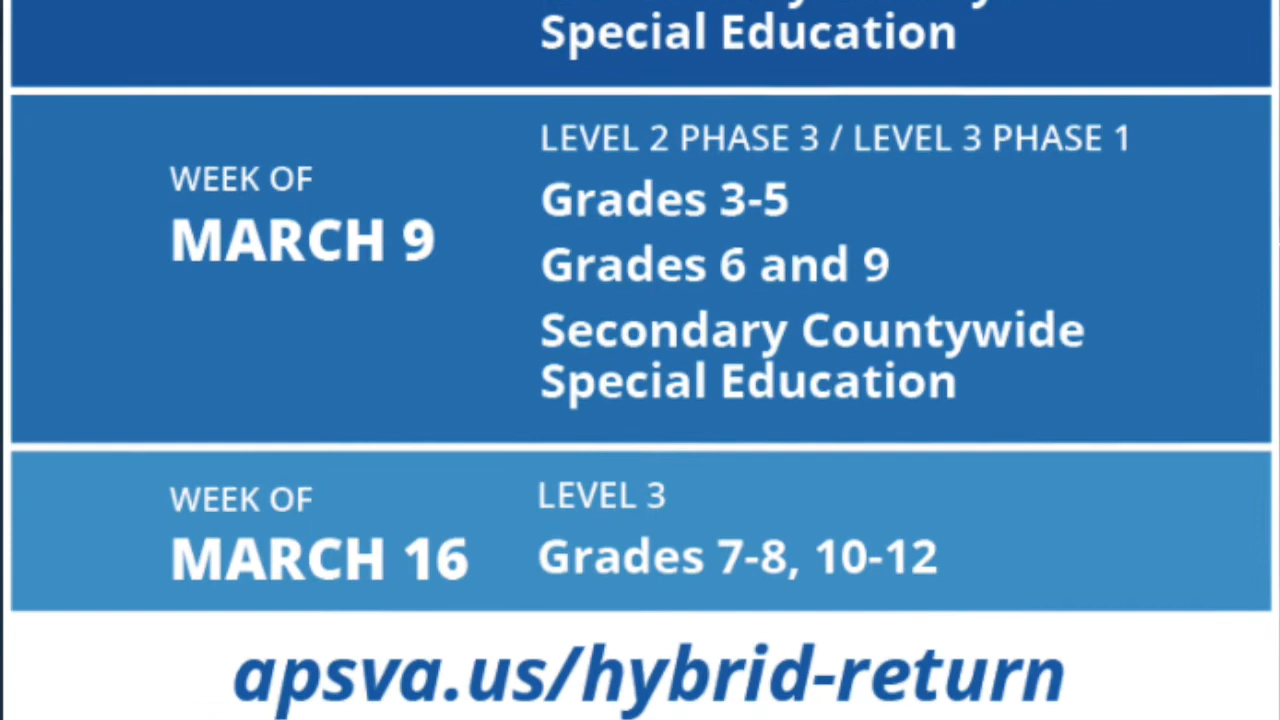 Special Education
WEEK OF
MARCH 9
LEVEL 2 PHASE 3 / LEVEL 3 PHASE 1
Grades 3-5
Grades 6 and 9
Secondary Countywide
Special Education
WEEK OF
MARCH 16
LEVEL 3
Grades 7-8, 10-12
apsva.us/hybrid-return